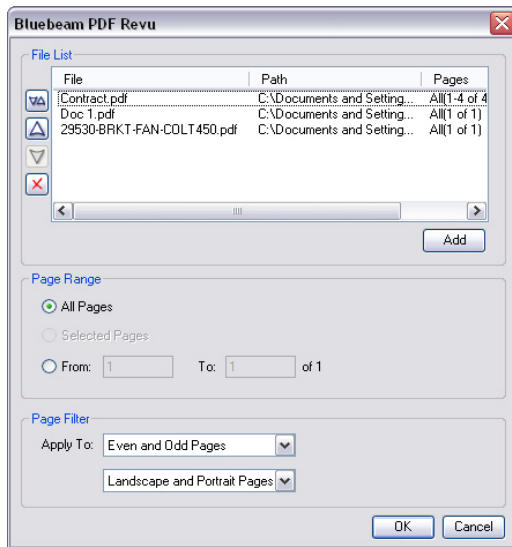 Bluebeam PDF Revu
File List
File Path Pages
Contract.pdf C:\Documents and Setting... All(1-4 of 4
Doc 1.pdf C:\Documents and Setting... All(1 of 1)
29530-BRKT-FAN-COLT450.pdf C:\Documents and Setting... All(1 of 1)
Add
Page Range
All Pages
Selected Pages
From: 1 To: 1 of 1
Page Filter
Apply To: Even and Odd Pages
Landscape and Portrait Pages
OK Cancel